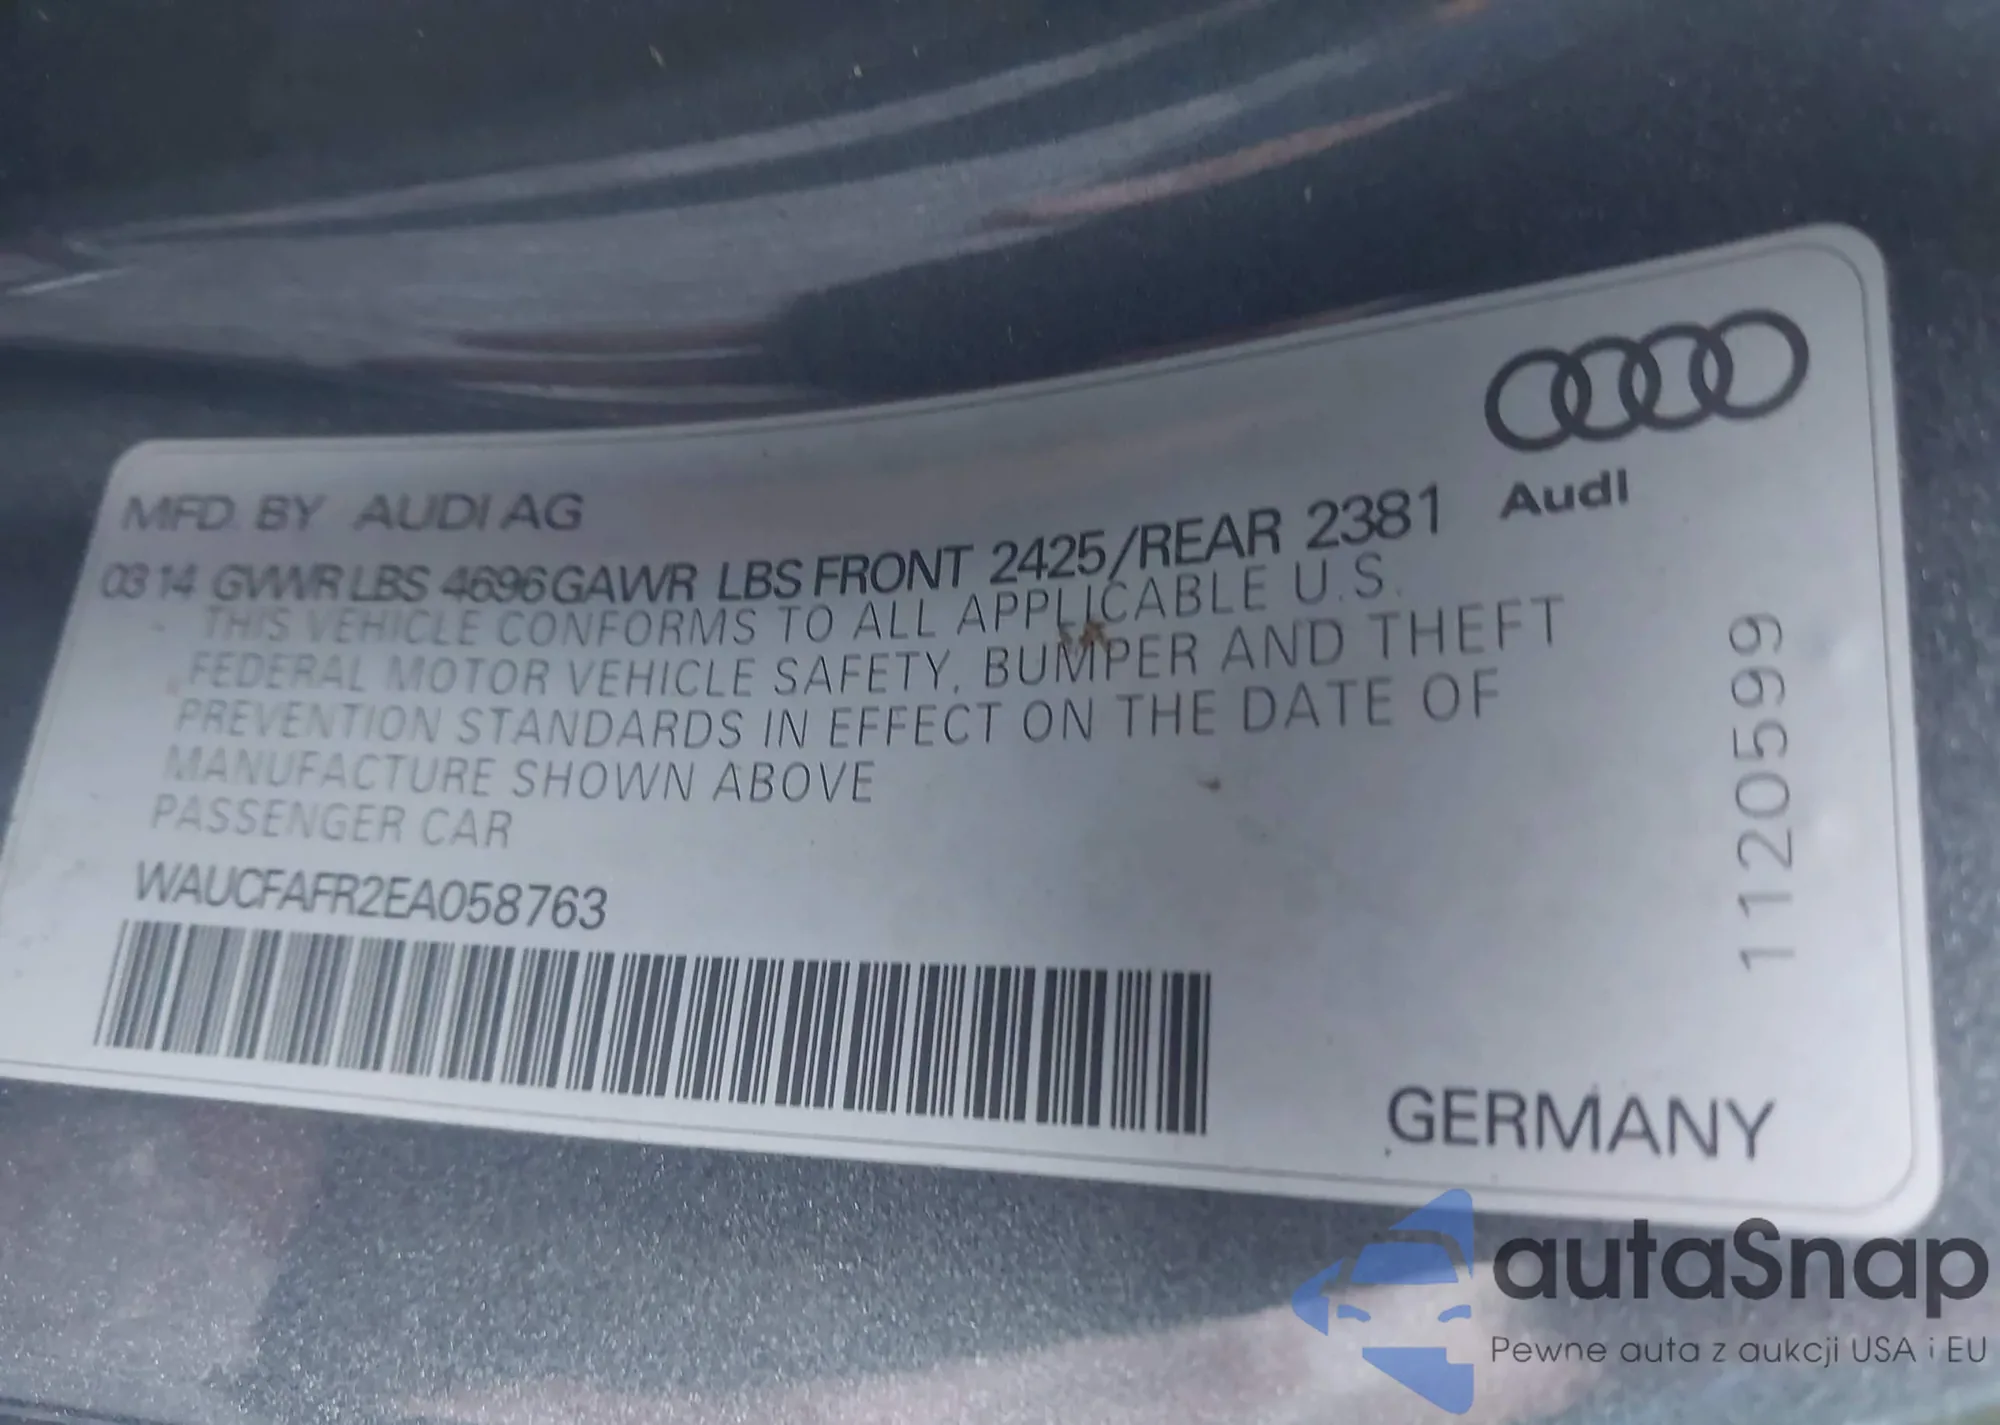 MFD. BY AUDI AG
03 14 GVWR LBS 4696 GAWR LBS FRONT 2425/REAR 2381
Audi
THIS VEHICLE CONFORMS TO ALL APPLICABLE U.S.
FEDERAL MOTOR VEHICLE SAFETY, BUMPER AND THEFT
PREVENTION STANDARDS IN EFFECT ON THE DATE OF
MANUFACTURE SHOWN ABOVE
PASSENGER CAR
WAUCFAFR2EA058763
1120599
GERMANY
autaSnap
Pewne auta z aukcji USA i EU